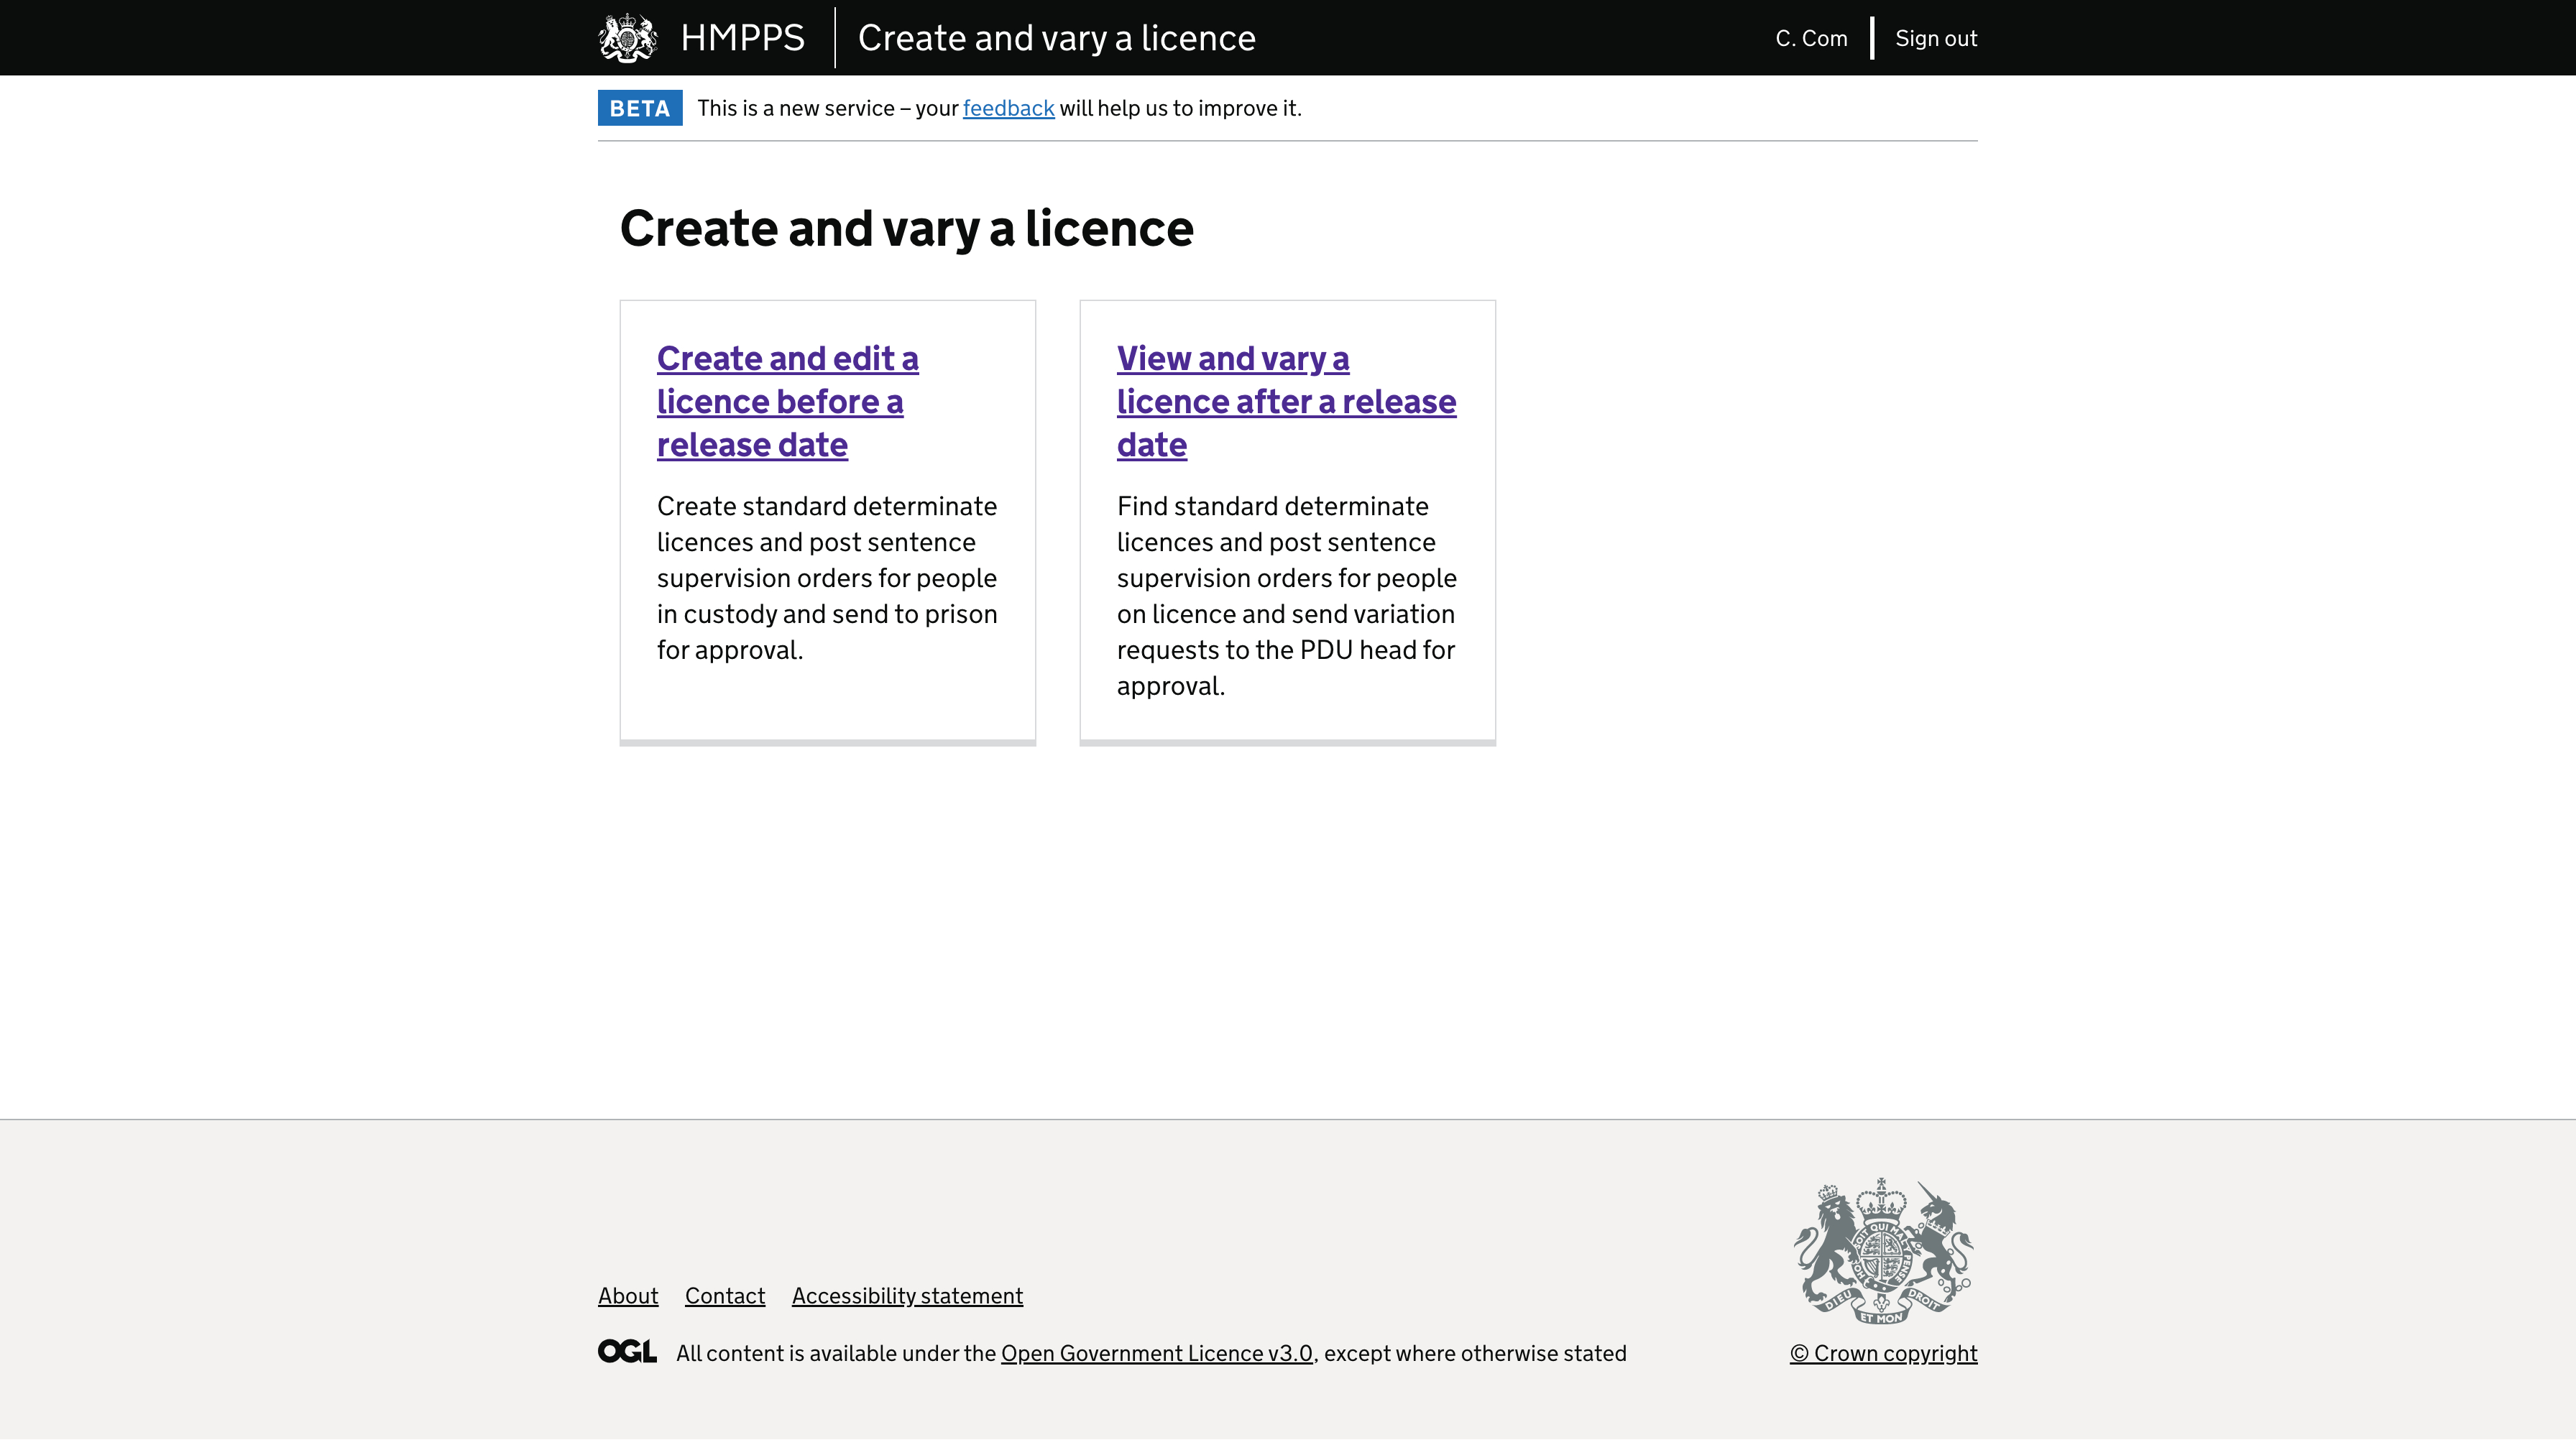 HMPPS
Create and vary a licence
C. Com
Sign out
BETA
This is a new service – your feedback will help us to improve it.
Create and vary a licence
Create and edit a
licence before a
release date
Create standard determinate
licences and post sentence
supervision orders for people
in custody and send to prison
for approval.
View and vary a
licence after a release
date
Find standard determinate
licences and post sentence
supervision orders for people
on licence and send variation
requests to the PDU head for
approval.
DIEU ET MON DROIT
About
Contact
Accessibility statement
OGL
All content is available under the Open Government Licence v3.0, except where otherwise stated
© Crown copyright